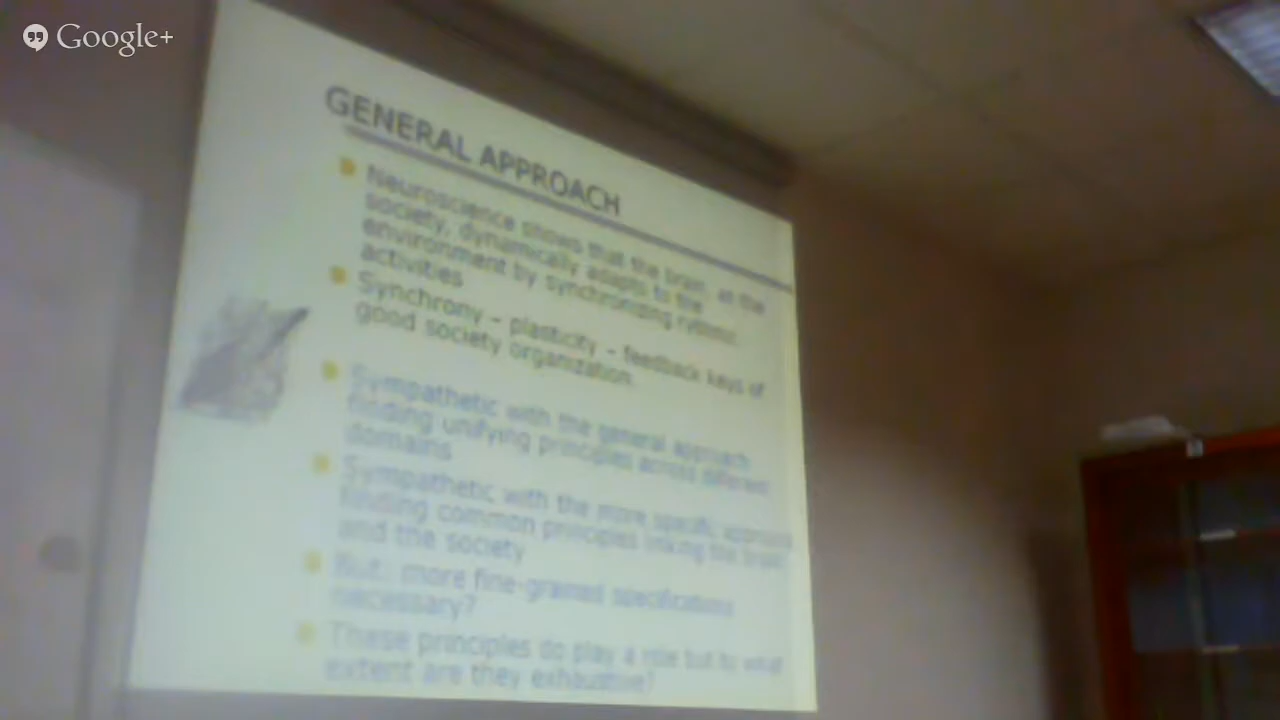 Google+
GENERAL APPROACH
Neuroscience shows that the brain, as the
society, dynamically adapts to the
environment by synchronizing
activities
Synchrony – plasticity – feedback keys of
good society organization.
Sympathetic with the general approach
finding unifying principles across different
domains
Sympathetic with the more specific approach
finding common principles linking the brain
and the society
But: more fine-grained specifications
necessary?
These principles do play a role but to what
extent are they exhaustive?